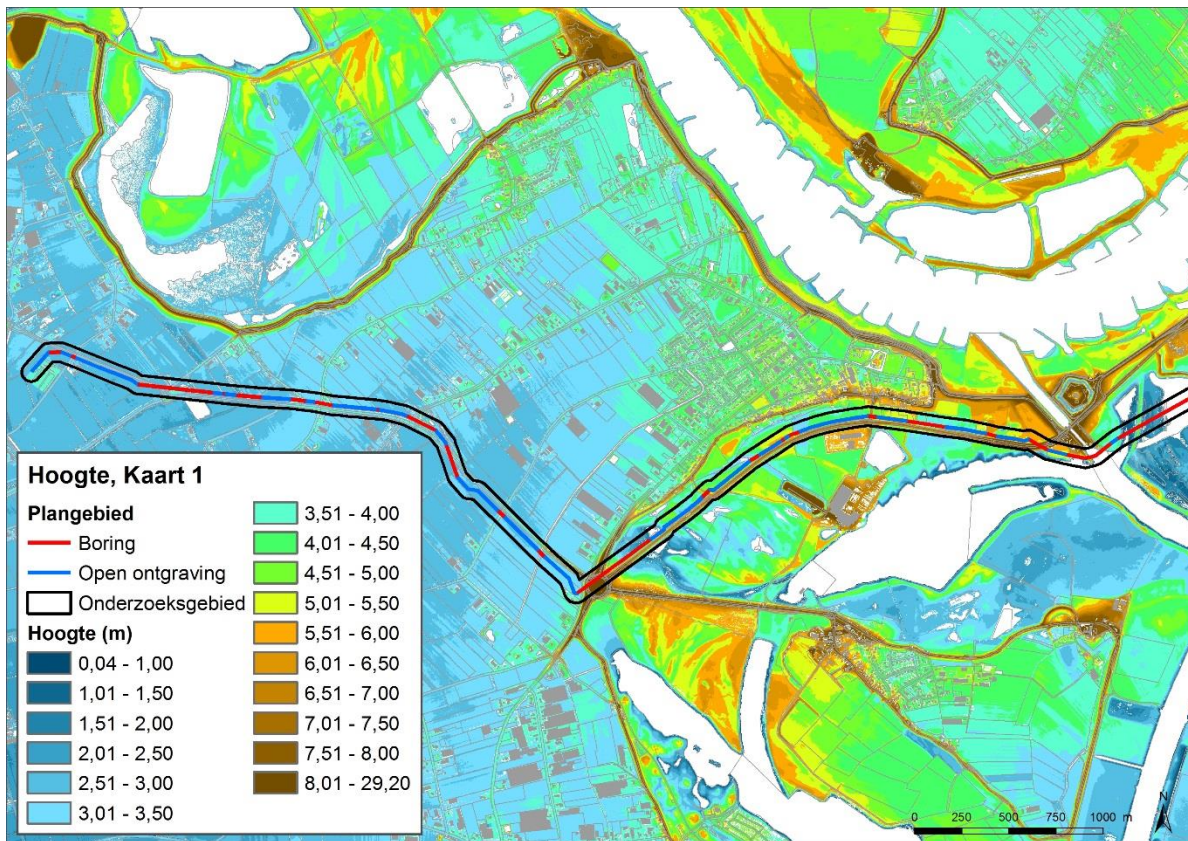 Hoogte, Kaart 1
Plangebied
Boring
Open ontgraving
Onderzoeksgebied
Hoogte (m)
0,04 - 1,00
1,01 - 1,50
1,51 - 2,00
2,01 - 2,50
2,51 - 3,00
3,01 - 3,50
3,51 - 4,00
4,01 - 4,50
4,51 - 5,00
5,01 - 5,50
5,51 - 6,00
6,01 - 6,50
6,51 - 7,00
7,01 - 7,50
7,51 - 8,00
8,01 - 29,20
N
0 250 500 750 1000 m